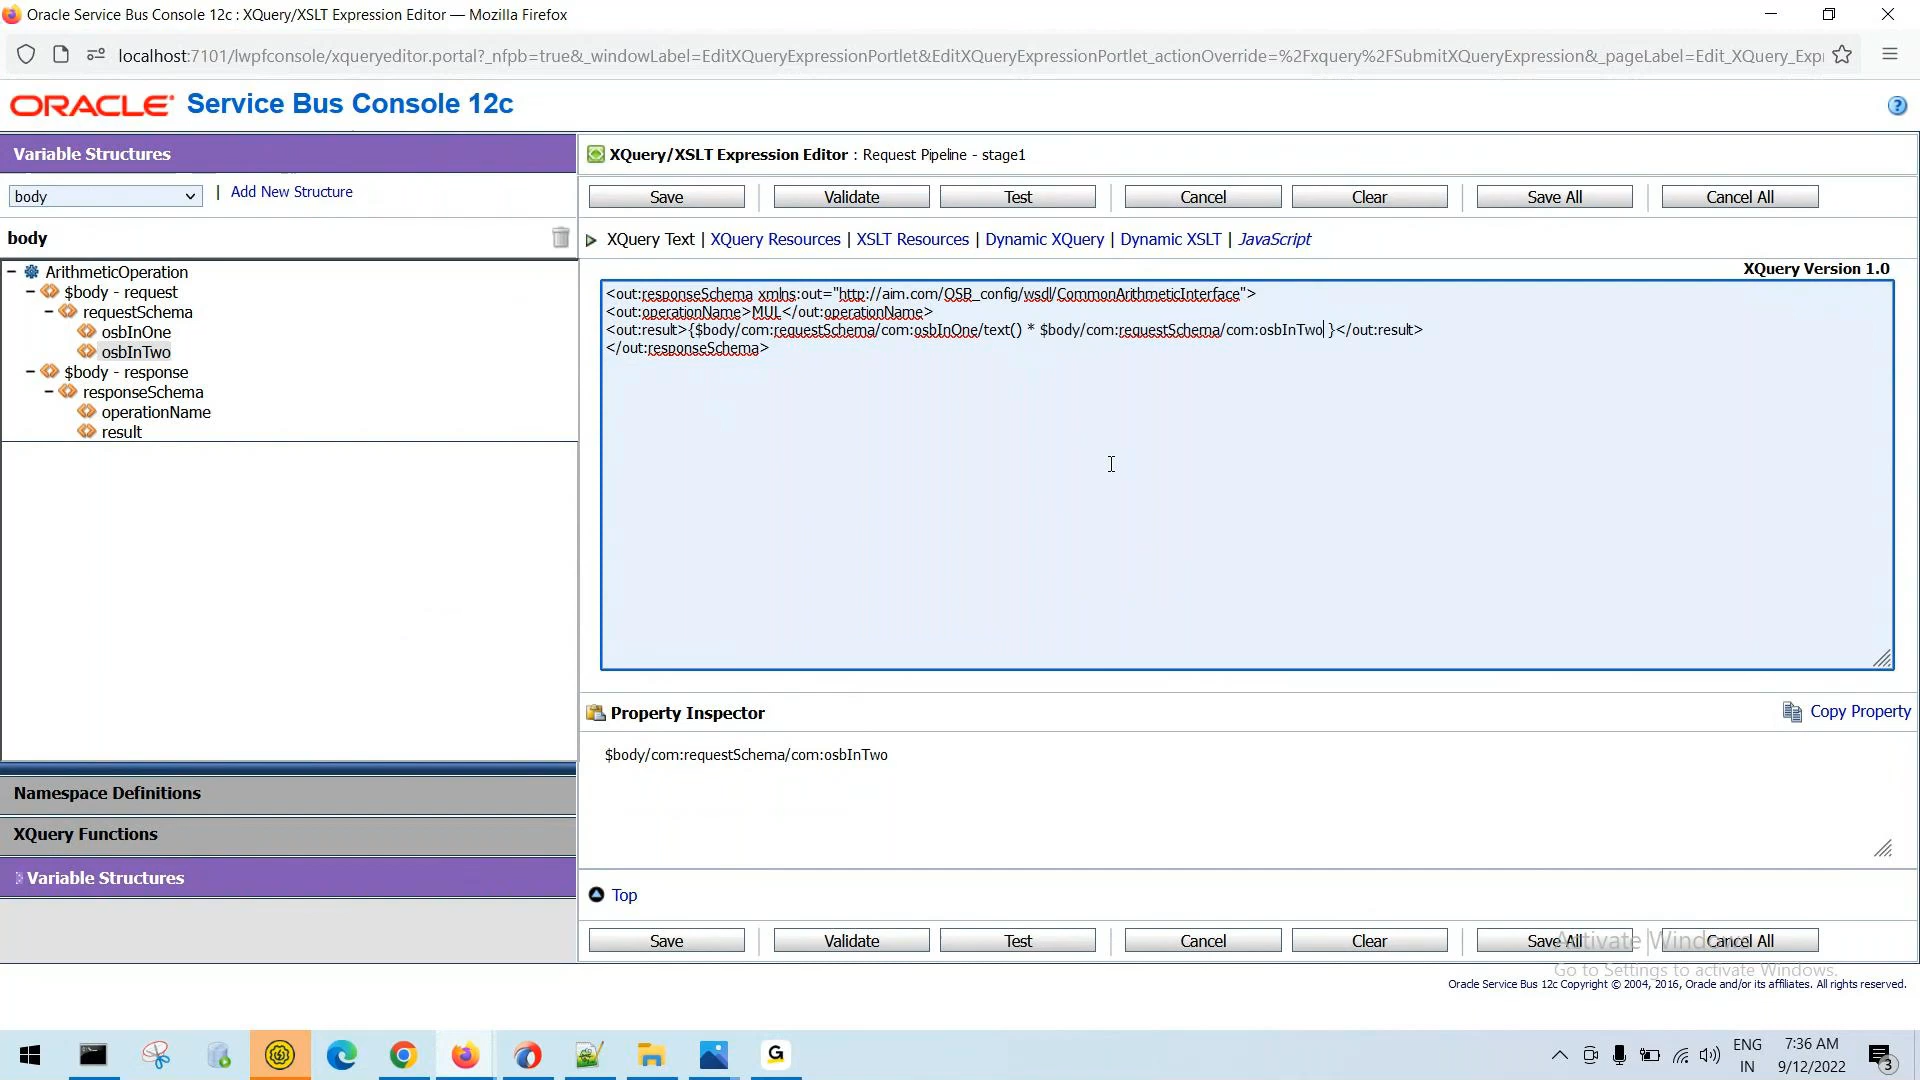 Oracle Service Bus Console 12c : XQuery/XSLT Expression Editor — Mozilla Firefox
localhost:7101/lwpfconsole/xqueryeditor.portal?_nfpb=true&_windowLabel=EditXQueryExpressionPortlet&EditXQueryExpressionPortlet_actionOverride=%2Fxquery%2FSubmitXQueryExpression&_pageLabel=Edit_XQuery_Exp
ORACLE Service Bus Console 12c
?
Variable Structures
body | Add New Structure
body
ArithmeticOperation
$body - request
requestSchema
osbInOne
osbInTwo
$body - response
responseSchema
operationName
result
Namespace Definitions
XQuery Functions
Variable Structures
XQuery/XSLT Expression Editor : Request Pipeline - stage1
Save Validate Test Cancel Clear Save All Cancel All
XQuery Text | XQuery Resources | XSLT Resources | Dynamic XQuery | Dynamic XSLT | JavaScript
XQuery Version 1.0
<out:responseSchema xmlns:out="http://aim.com/OSB_config/wsdl/CommonArithmeticInterface">
<out:operationName>MUL</out:operationName>
<out:result>{$body/com:requestSchema/com:osbInOne/text() * $body/com:requestSchema/com:osbInTwo }</out:result>
</out:responseSchema>
Property Inspector
Copy Property
$body/com:requestSchema/com:osbInTwo
Top
Save Validate Test Cancel Clear Save All Cancel All
Activate Windows
Go to Settings to activate Windows.
Oracle Service Bus 12c Copyright © 2004, 2016, Oracle and/or its affiliates. All rights reserved.
G
ENG
IN
7:36 AM
9/12/2022
3